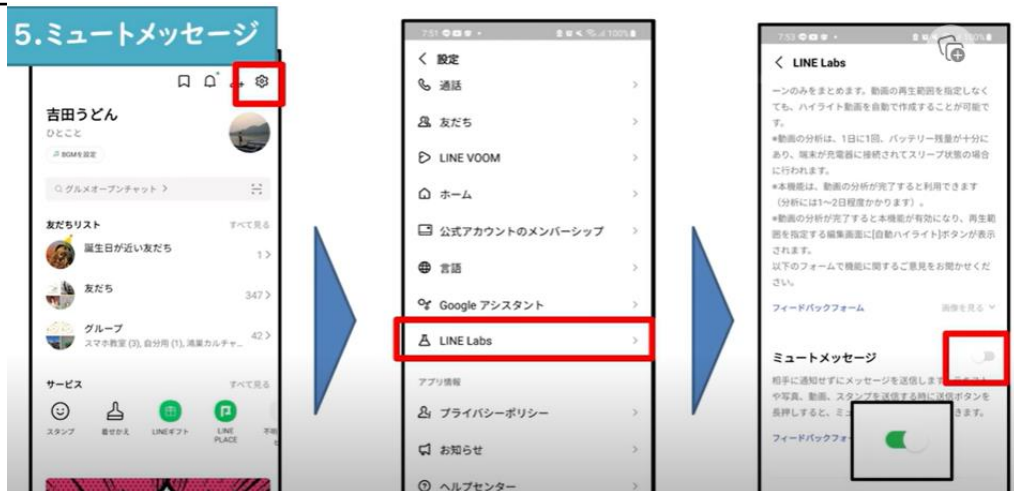 5.ミュートメッセージ
吉田うどん
ひとこと
BGMを設定
グルメオープンチャット >
友だちリスト
すべて見る
誕生日が近い友だち
1 >
友だち
347 >
グループ
スマホ教室 (3), 自分用 (1), 鴻巣カルチャ...
42 >
サービス
すべて見る
スタンプ
着せかえ
LINEギフト
LINE
PLACE
7:51
100%
< 設定
通話
友だち
LINE VOOM
ホーム
公式アカウントのメンバーシップ
言語
Google アシスタント
LINE Labs
アプリ情報
プライバシーポリシー
お知らせ
ヘルプセンター
7:53
100%
< LINE Labs
ーンのみをまとめます。動画の再生範囲を指定しなく
ても、ハイライト動画を自動で作成することが可能で
す。
※動画の分析は、1日に1回、バッテリー残量が十分に
あり、端末が充電器に接続されてスリープ状態の場合
に行われます。
※本機能は、動画の分析が完了すると利用できます
（分析には1〜2日程度かかります）。
※動画の分析が完了すると本機能が有効になり、再生範
囲を指定する編集画面に[自動ハイライト]ボタンが表示
されます。
以下のフォームで機能に関するご意見をお聞かせくだ
さい。
フィードバックフォーム
画像を見る
ミュートメッセージ
相手に通知せずにメッセージを送信します。テキスト
や写真、動画、スタンプを送信する時に送信ボタンを
長押しすると、ミュ
きます。
フィードバックフォー